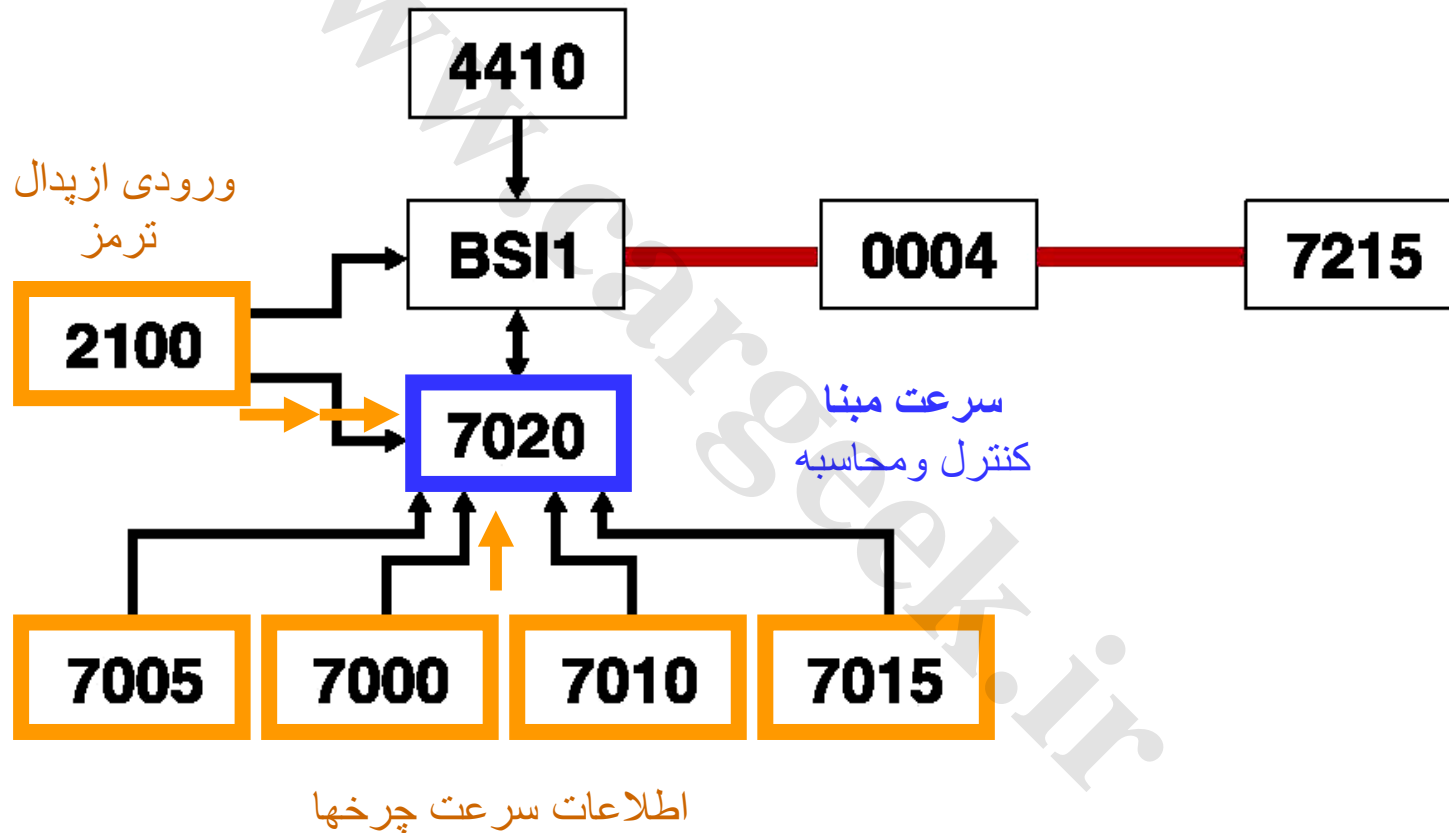 4410
ورودی ازپدال
ترمز
BSI1
0004
7215
2100
7020
سرعت مبنا
کنترل ومحاسبه
7005
7000
7010
7015
اطلاعات سرعت چرخها
www.cargeek.ir